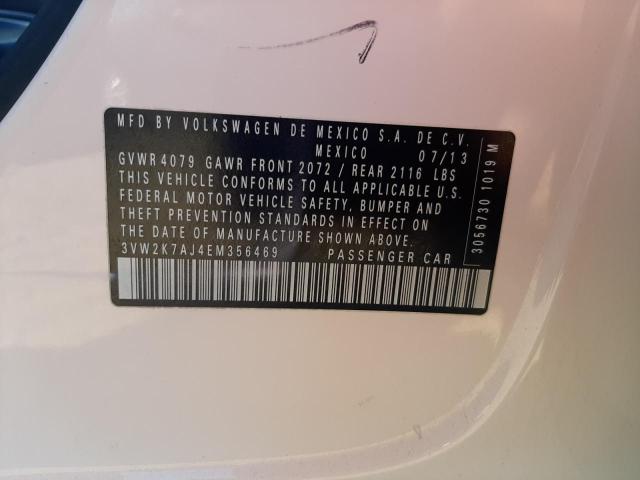 MFD BY VOLKSWAGEN DE MEXICO S.A. DE C.V.
MEXICO 07/13
GVWR 4079 GAWR FRONT 2072 / REAR 2116 LBS
THIS VEHICLE CONFORMS TO ALL APPLICABLE U.S.
FEDERAL MOTOR VEHICLE SAFETY, BUMPER AND
THEFT PREVENTION STANDARDS IN EFFECT ON
THE DATE OF MANUFACTURE SHOWN ABOVE.
3VW2K7AJ4EM356469 PASSENGER CAR
3056730 1019 M